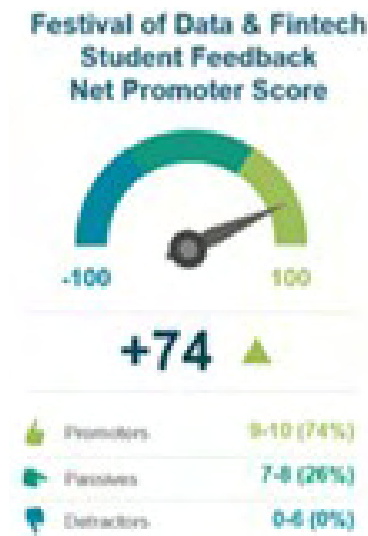 Festival of Data & Fintech
Student Feedback
Net Promoter Score
-100 100
+74
Promoters 9-10 (74%)
Passives 7-8 (26%)
Detractors 0-6 (0%)